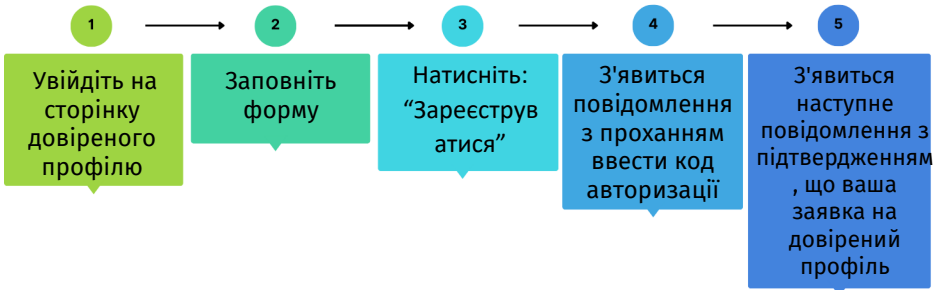 1
2
3
4
5
Увійдіть на
сторінку
довіреного
профілю
Заповніть
форму
Натисніть:
“Зареєструв
атися”
З'явиться
повідомлення
з проханням
ввести код
авторизації
З'явиться
наступне
повідомлення з
підтвердженням
, що ваша
заявка на
довірений
профіль